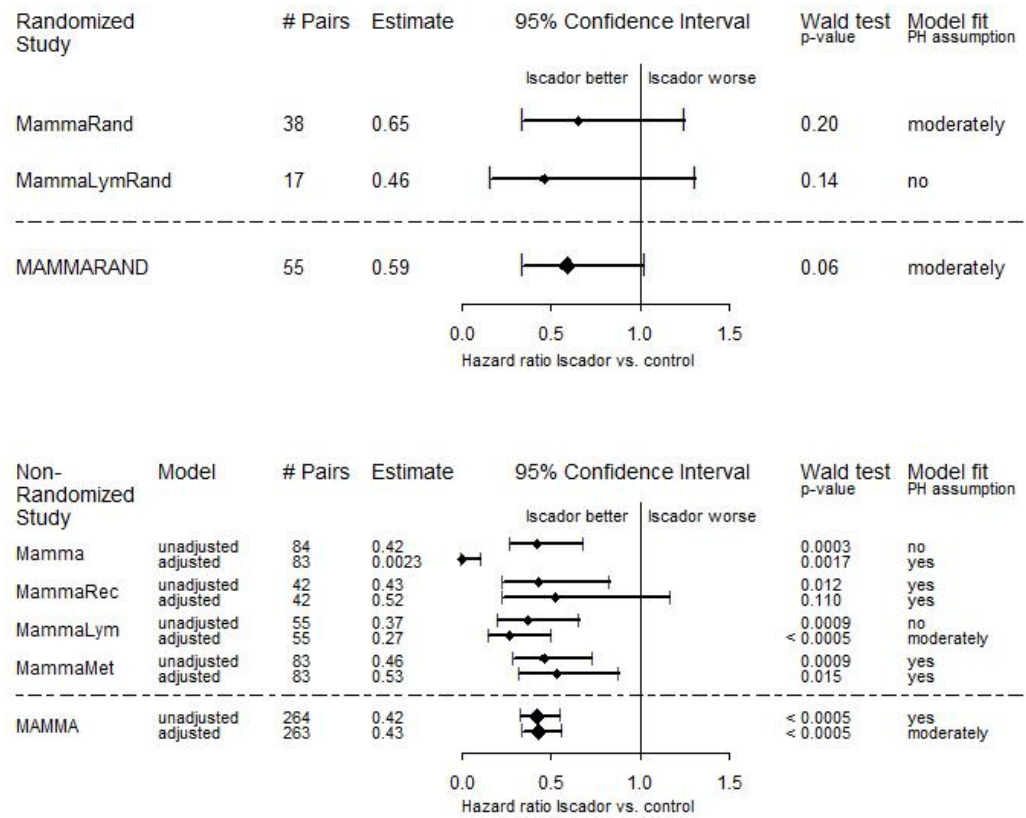 Randomized Study # Pairs Estimate 95% Confidence Interval Wald test p-value Model fit PH assumption
Iscador better Iscador worse
MammaRand 38 0.65 0.20 moderately
MammaLymRand 17 0.46 0.14 no
MAMMARAND 55 0.59 0.06 moderately
0.0 0.5 1.0 1.5
Hazard ratio Iscador vs. control
Non-Randomized Study Model # Pairs Estimate 95% Confidence Interval Wald test p-value Model fit PH assumption
Iscador better Iscador worse
Mamma unadjusted 84 0.42 0.0003 no
adjusted 83 0.0023 0.0017 yes
MammaRec unadjusted 42 0.43 0.012 yes
adjusted 42 0.52 0.110 yes
MammaLym unadjusted 55 0.37 0.0009 no
adjusted 55 0.27 < 0.0005 moderately
MammaMet unadjusted 83 0.46 0.0009 yes
adjusted 83 0.53 0.015 yes
MAMMA unadjusted 264 0.42 < 0.0005 yes
adjusted 263 0.43 < 0.0005 moderately
0.0 0.5 1.0 1.5
Hazard ratio Iscador vs. control